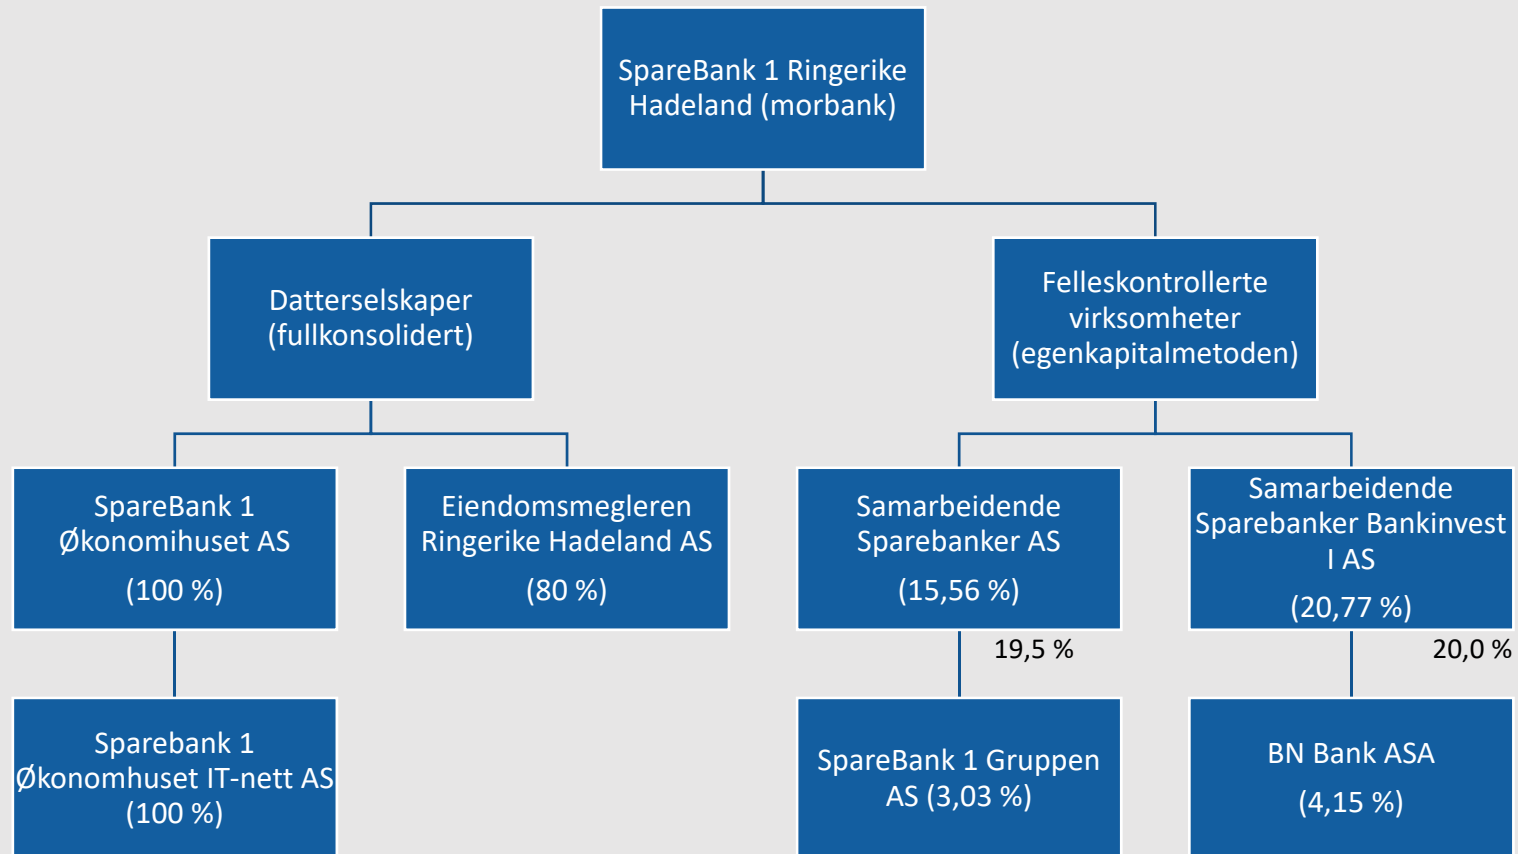 SpareBank 1 Ringerike
Hadeland (morbank)
Datterselskaper
(fullkonsolidert)
Felleskontrollerte
virksomheter
(egenkapitalmetoden)
SpareBank 1
Økonomihuset AS
(100 %)
Eiendomsmegleren
Ringerike Hadeland AS
(80 %)
Samarbeidende
Sparebanker AS
(15,56 %)
Samarbeidende
Sparebanker Bankinvest
I AS
(20,77 %)
19,5 %
20,0 %
Sparebank 1
Økonomhuset IT-nett AS
(100 %)
SpareBank 1 Gruppen
AS (3,03 %)
BN Bank ASA
(4,15 %)